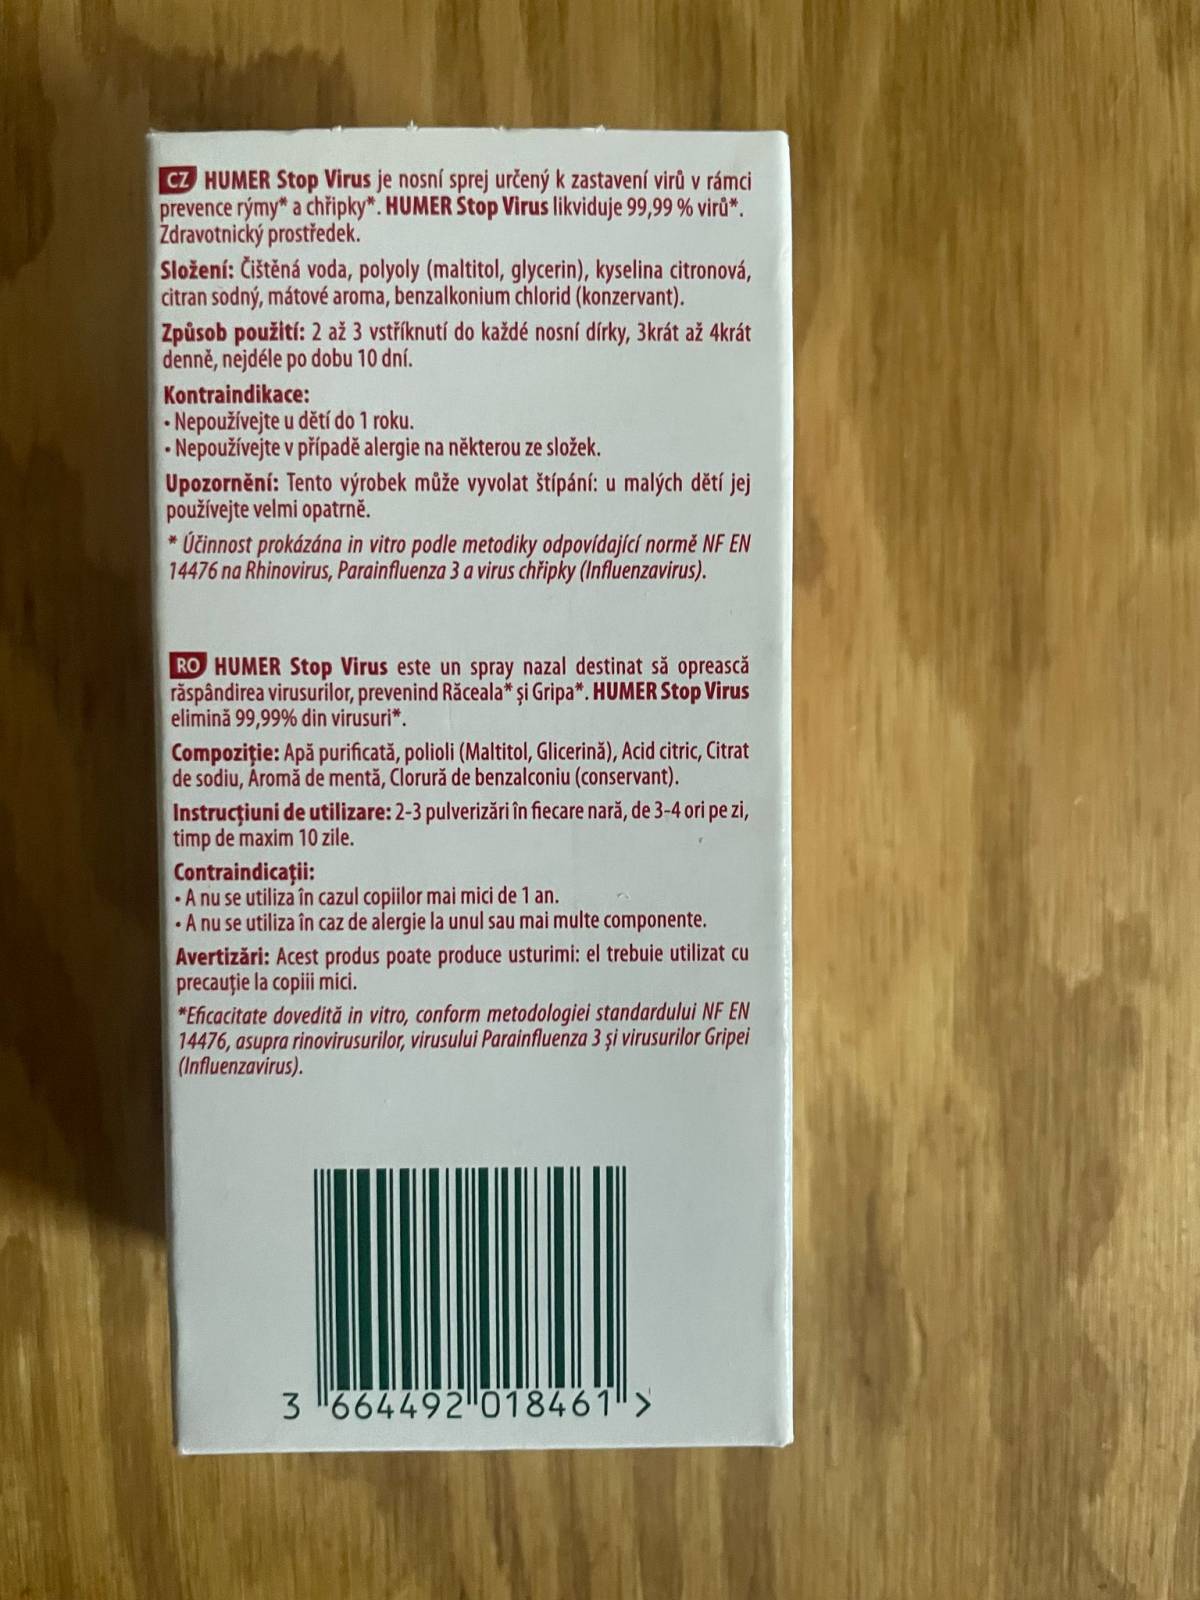 CZ HUMER Stop Virus je nosní sprej určený k zastavení virů v rámci
prevence rýmy* a chřipky*. HUMER Stop Virus likviduje 99,99 % virů*.
Zdravotnický prostředek.
Složení: Čištěná voda, polyoly (maltitol, glycerin), kyselina citronová,
citran sodný, mátové aroma, benzalkonium chlorid (konzervant).
Způsob použití: 2 až 3 vstříknutí do každé nosní dírky, 3krát až 4krát
denně, nejdéle po dobu 10 dní.
Kontraindikace:
• Nepoužívejte u dětí do 1 roku.
• Nepoužívejte v případě alergie na některou ze složek.
Upozornění: Tento výrobek může vyvolat štípání: u malých dětí jej
používejte velmi opatrně.
* Účinnost prokázána in vitro podle metodiky odpovídající normě NF EN
14476 na Rhinovirus, Parainfluenza 3 a virus chřipky (Influenzavirus).
RO HUMER Stop Virus este un spray nazal destinat să oprească
răspândirea virusurilor, prevenind Răceala* și Gripa*. HUMER Stop Virus
elimină 99,99% din virusuri*.
Compoziție: Apă purificată, polioli (Maltitol, Glicerină), Acid citric, Citrat
de sodiu, Aromă de mentă, Clorură de benzalconiu (conservant).
Instrucțiuni de utilizare: 2-3 pulverizări în fiecare nară, de 3-4 ori pe zi,
timp de maxim 10 zile.
Contraindicații:
• A nu se utiliza în cazul copiilor mai mici de 1 an.
• A nu se utiliza în caz de alergie la unul sau mai multe componente.
Avertizări: Acest produs poate produce usturimi: el trebuie utilizat cu
precauție la copiii mici.
*Eficacitate dovedită in vitro, conform metodologiei standardului NF EN
14476, asupra rinovirusurilor, virusului Parainfluenza 3 și virusurilor Gripei
(Influenzavirus).
3 664492 018461 >